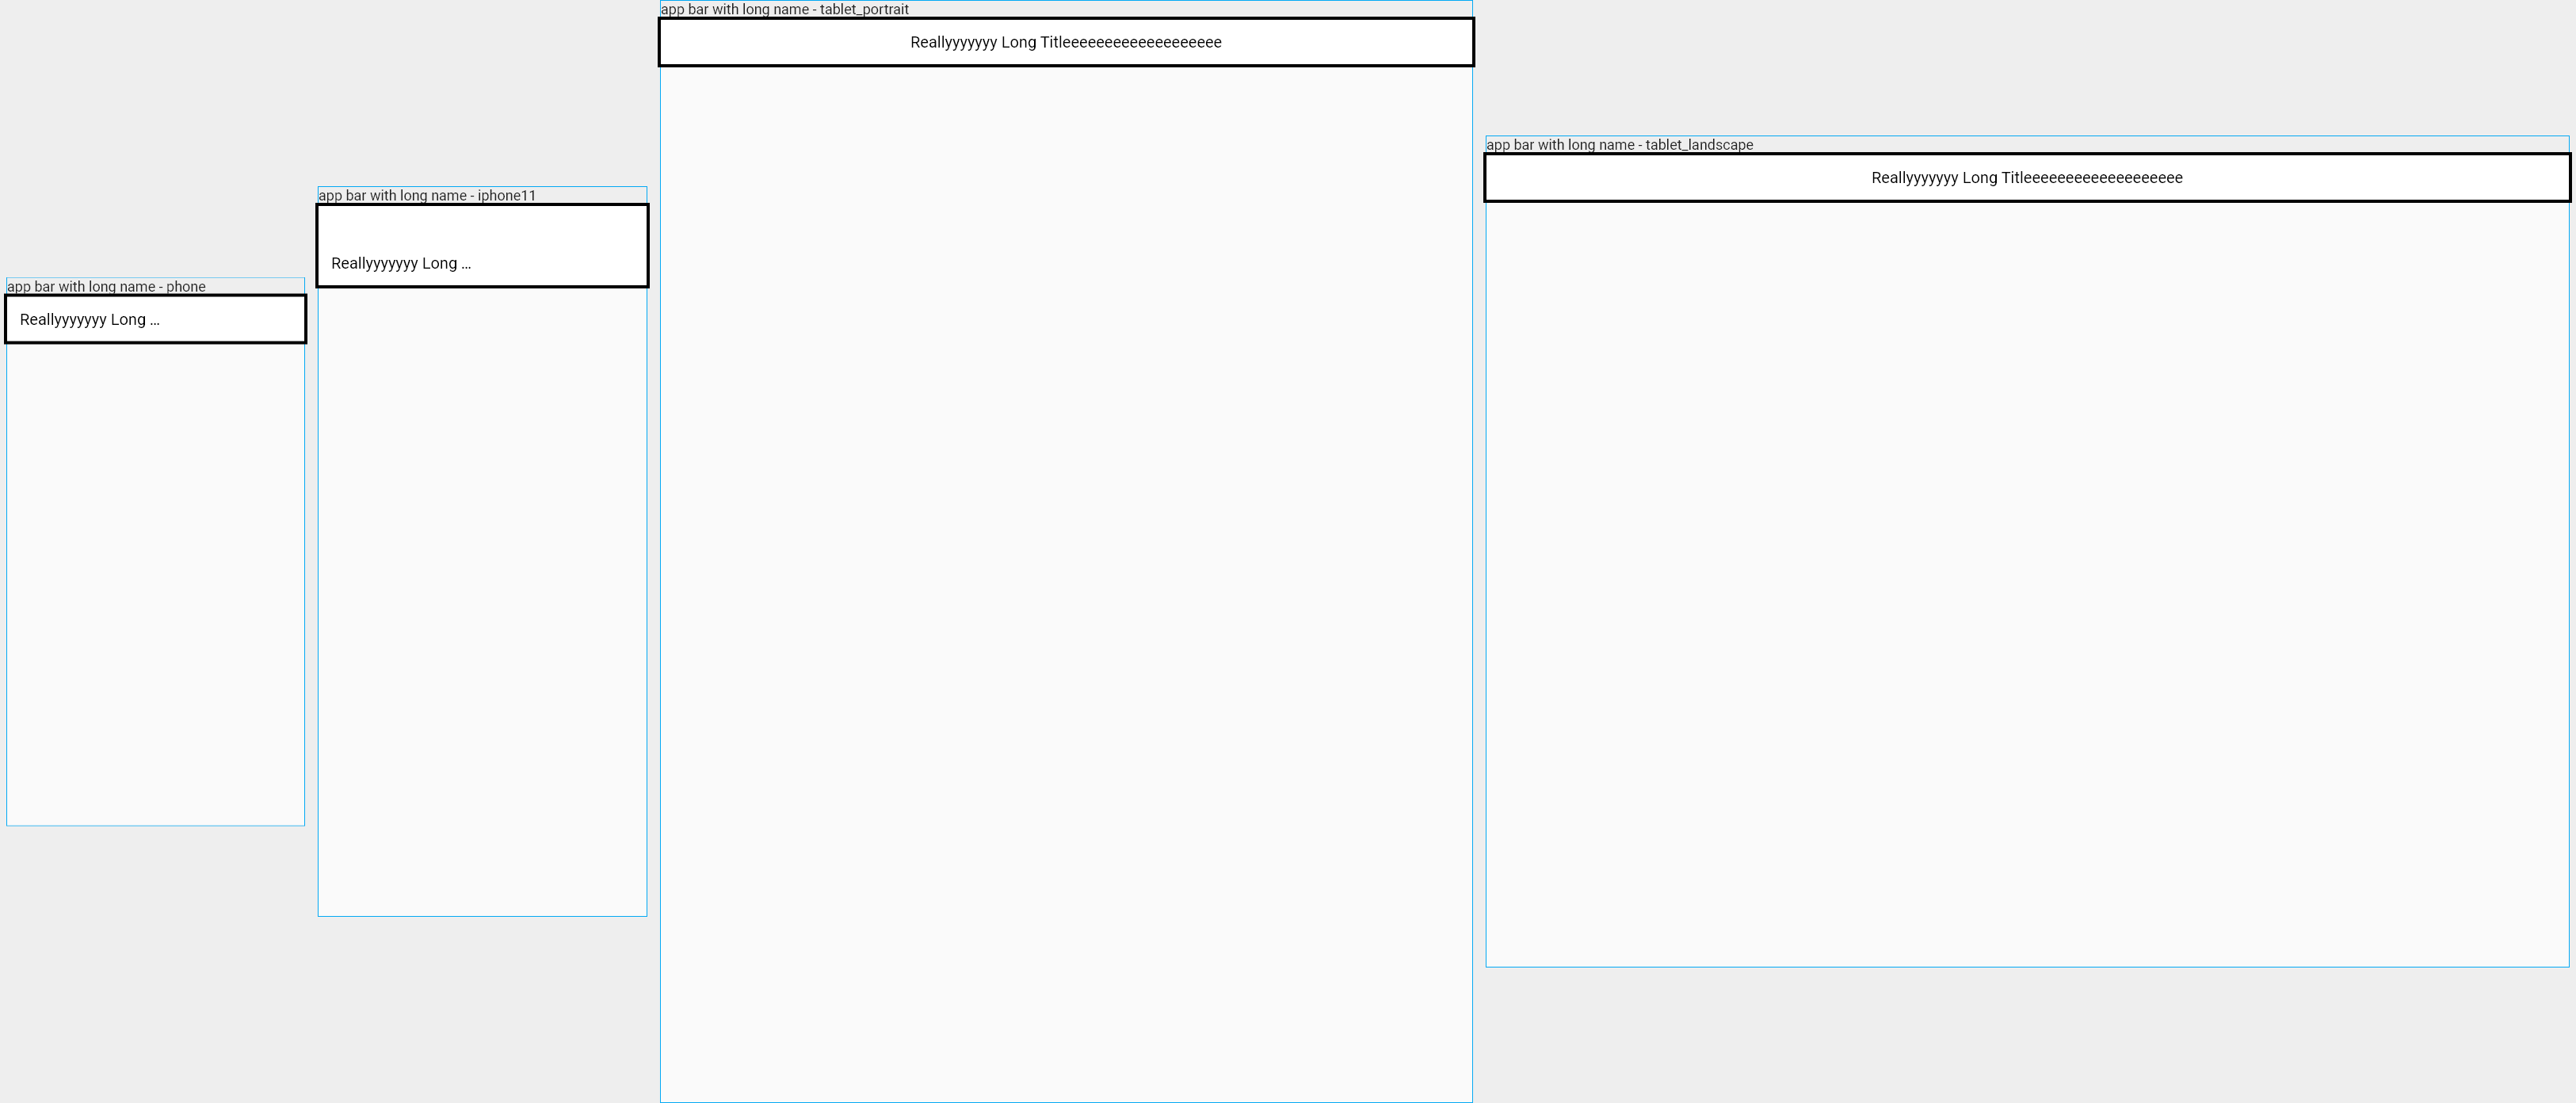 app bar with long name - phone
Reallyyyyyyy Long …
app bar with long name - iphone11
Reallyyyyyyy Long …
app bar with long name - tablet_portrait
Reallyyyyyyy Long Titleeeeeeeeeeeeeeeeeee
app bar with long name - tablet_landscape
Reallyyyyyyy Long Titleeeeeeeeeeeeeeeeeee